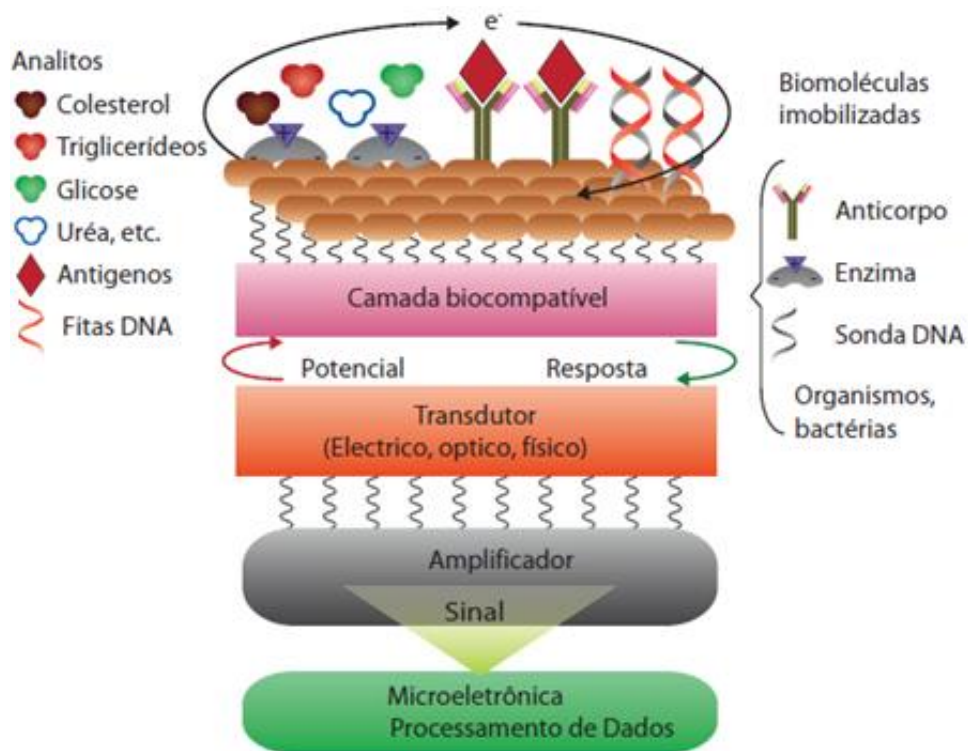 e-
Analitos
Colesterol
Triglicerídeos
Glicose
Uréa, etc.
Antigenos
Fitas DNA
Biomoléculas
imobilizadas
Anticorpo
Enzima
Sonda DNA
Organismos,
bactérias
Camada biocompatível
Potencial
Resposta
Transdutor
(Electrico, optico, físico)
Amplificador
Sinal
Microeletrônica
Processamento de Dados